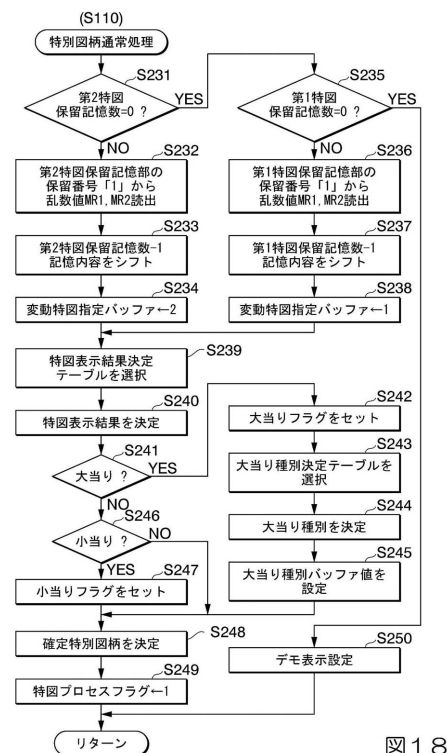 (S110)
特別図柄通常処理
S231
第2特図
保留記憶数=0 ?
YES
NO
S235
第1特図
保留記憶数=0 ?
YES
NO
S232
第2特図保留記憶部の
保留番号「1」から
乱数値MR1, MR2読出
S236
第1特図保留記憶部の
保留番号「1」から
乱数値MR1, MR2読出
S233
第2特図保留記憶数-1
記憶内容をシフト
S237
第1特図保留記憶数-1
記憶内容をシフト
S234
変動特図指定バッファ←2
S238
変動特図指定バッファ←1
S239
特図表示結果決定
テーブルを選択
S240
特図表示結果を決定
S241
大当り ?
YES
NO
S242
大当りフラグをセット
S243
大当り種別決定テーブルを
選択
S244
大当り種別を決定
S245
大当り種別バッファ値を
設定
S246
小当り ?
NO
YES
S247
小当りフラグをセット
S248
確定特別図柄を決定
S249
特図プロセスフラグ←1
S250
デモ表示設定
リターン
図18